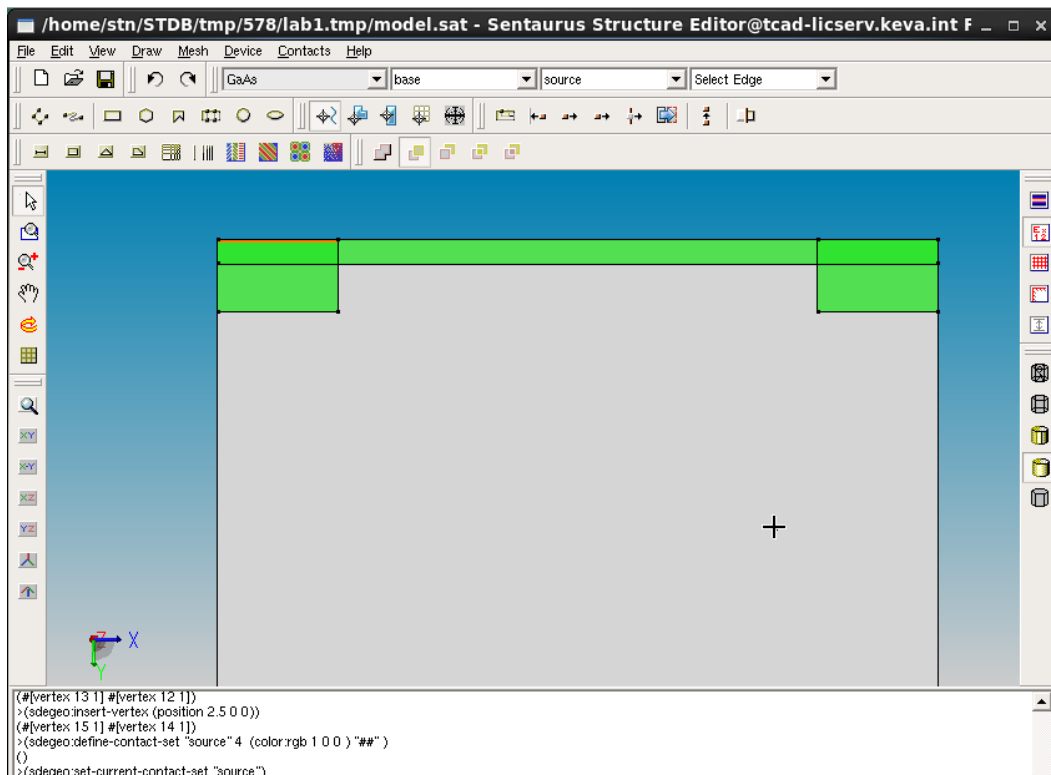 /home/stn/STDB/tmp/578/lab1.tmp/model.sat - Sentaurus Structure Editor@tcad-licserv.keva.int F
File Edit View Draw Mesh Device Contacts Help
GaAs base source Select Edge
XY
X-Y
XZ
YZ
Z X
Y
(#[vertex 13 1] #[vertex 12 1])
>(sdegeo:insert-vertex (position 2.5 0 0))
(#[vertex 15 1] #[vertex 14 1])
>(sdegeo:define-contact-set "source" 4 (color:rgb 1 0 0 ) "##" )
()
>(sdegeo:set-current-contact-set "source")